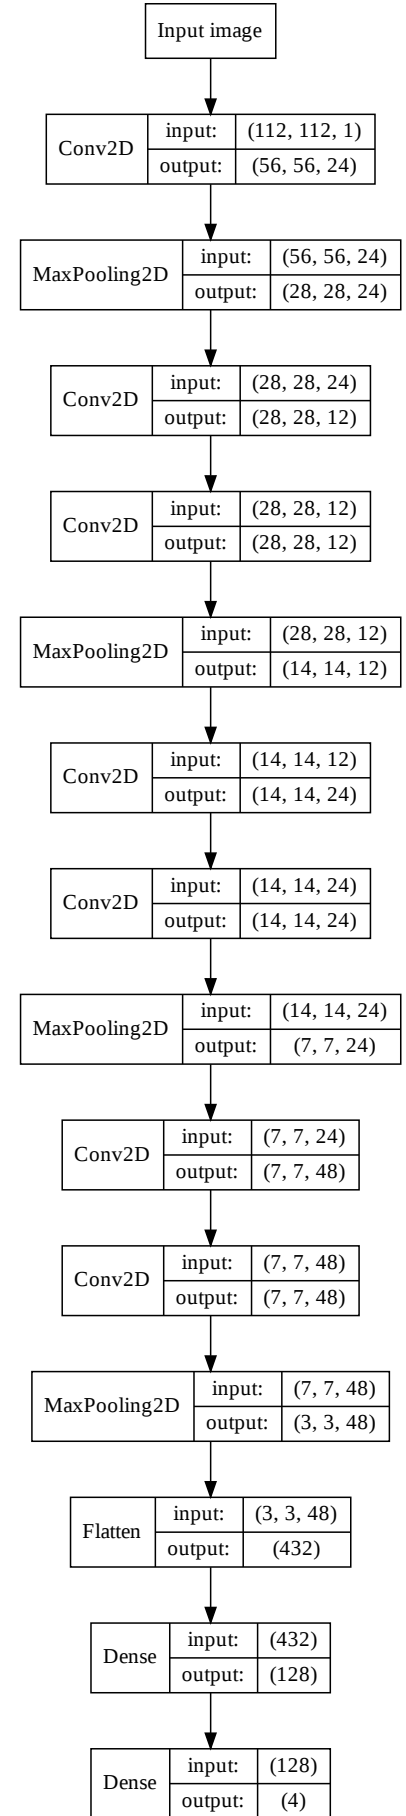 Input image
Conv2D
input: (112, 112, 1)
output: (56, 56, 24)
MaxPooling2D
input: (56, 56, 24)
output: (28, 28, 24)
Conv2D
input: (28, 28, 24)
output: (28, 28, 12)
Conv2D
input: (28, 28, 12)
output: (28, 28, 12)
MaxPooling2D
input: (28, 28, 12)
output: (14, 14, 12)
Conv2D
input: (14, 14, 12)
output: (14, 14, 24)
Conv2D
input: (14, 14, 24)
output: (14, 14, 24)
MaxPooling2D
input: (14, 14, 24)
output: (7, 7, 24)
Conv2D
input: (7, 7, 24)
output: (7, 7, 48)
Conv2D
input: (7, 7, 48)
output: (7, 7, 48)
MaxPooling2D
input: (7, 7, 48)
output: (3, 3, 48)
Flatten
input: (3, 3, 48)
output: (432)
Dense
input: (432)
output: (128)
Dense
input: (128)
output: (4)